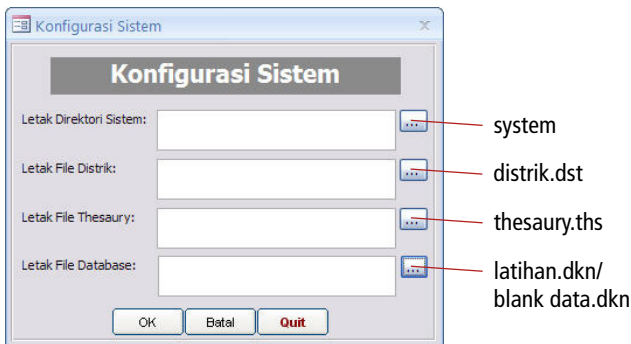 Konfigurasi Sistem
Konfigurasi Sistem
Letak Direktori Sistem:
...
system
Letak File Distrik:
...
distrik.dst
Letak File Thesaury:
...
thesaury.ths
Letak File Database:
...
latihan.dkn/
blank data.dkn
OK Batal Quit